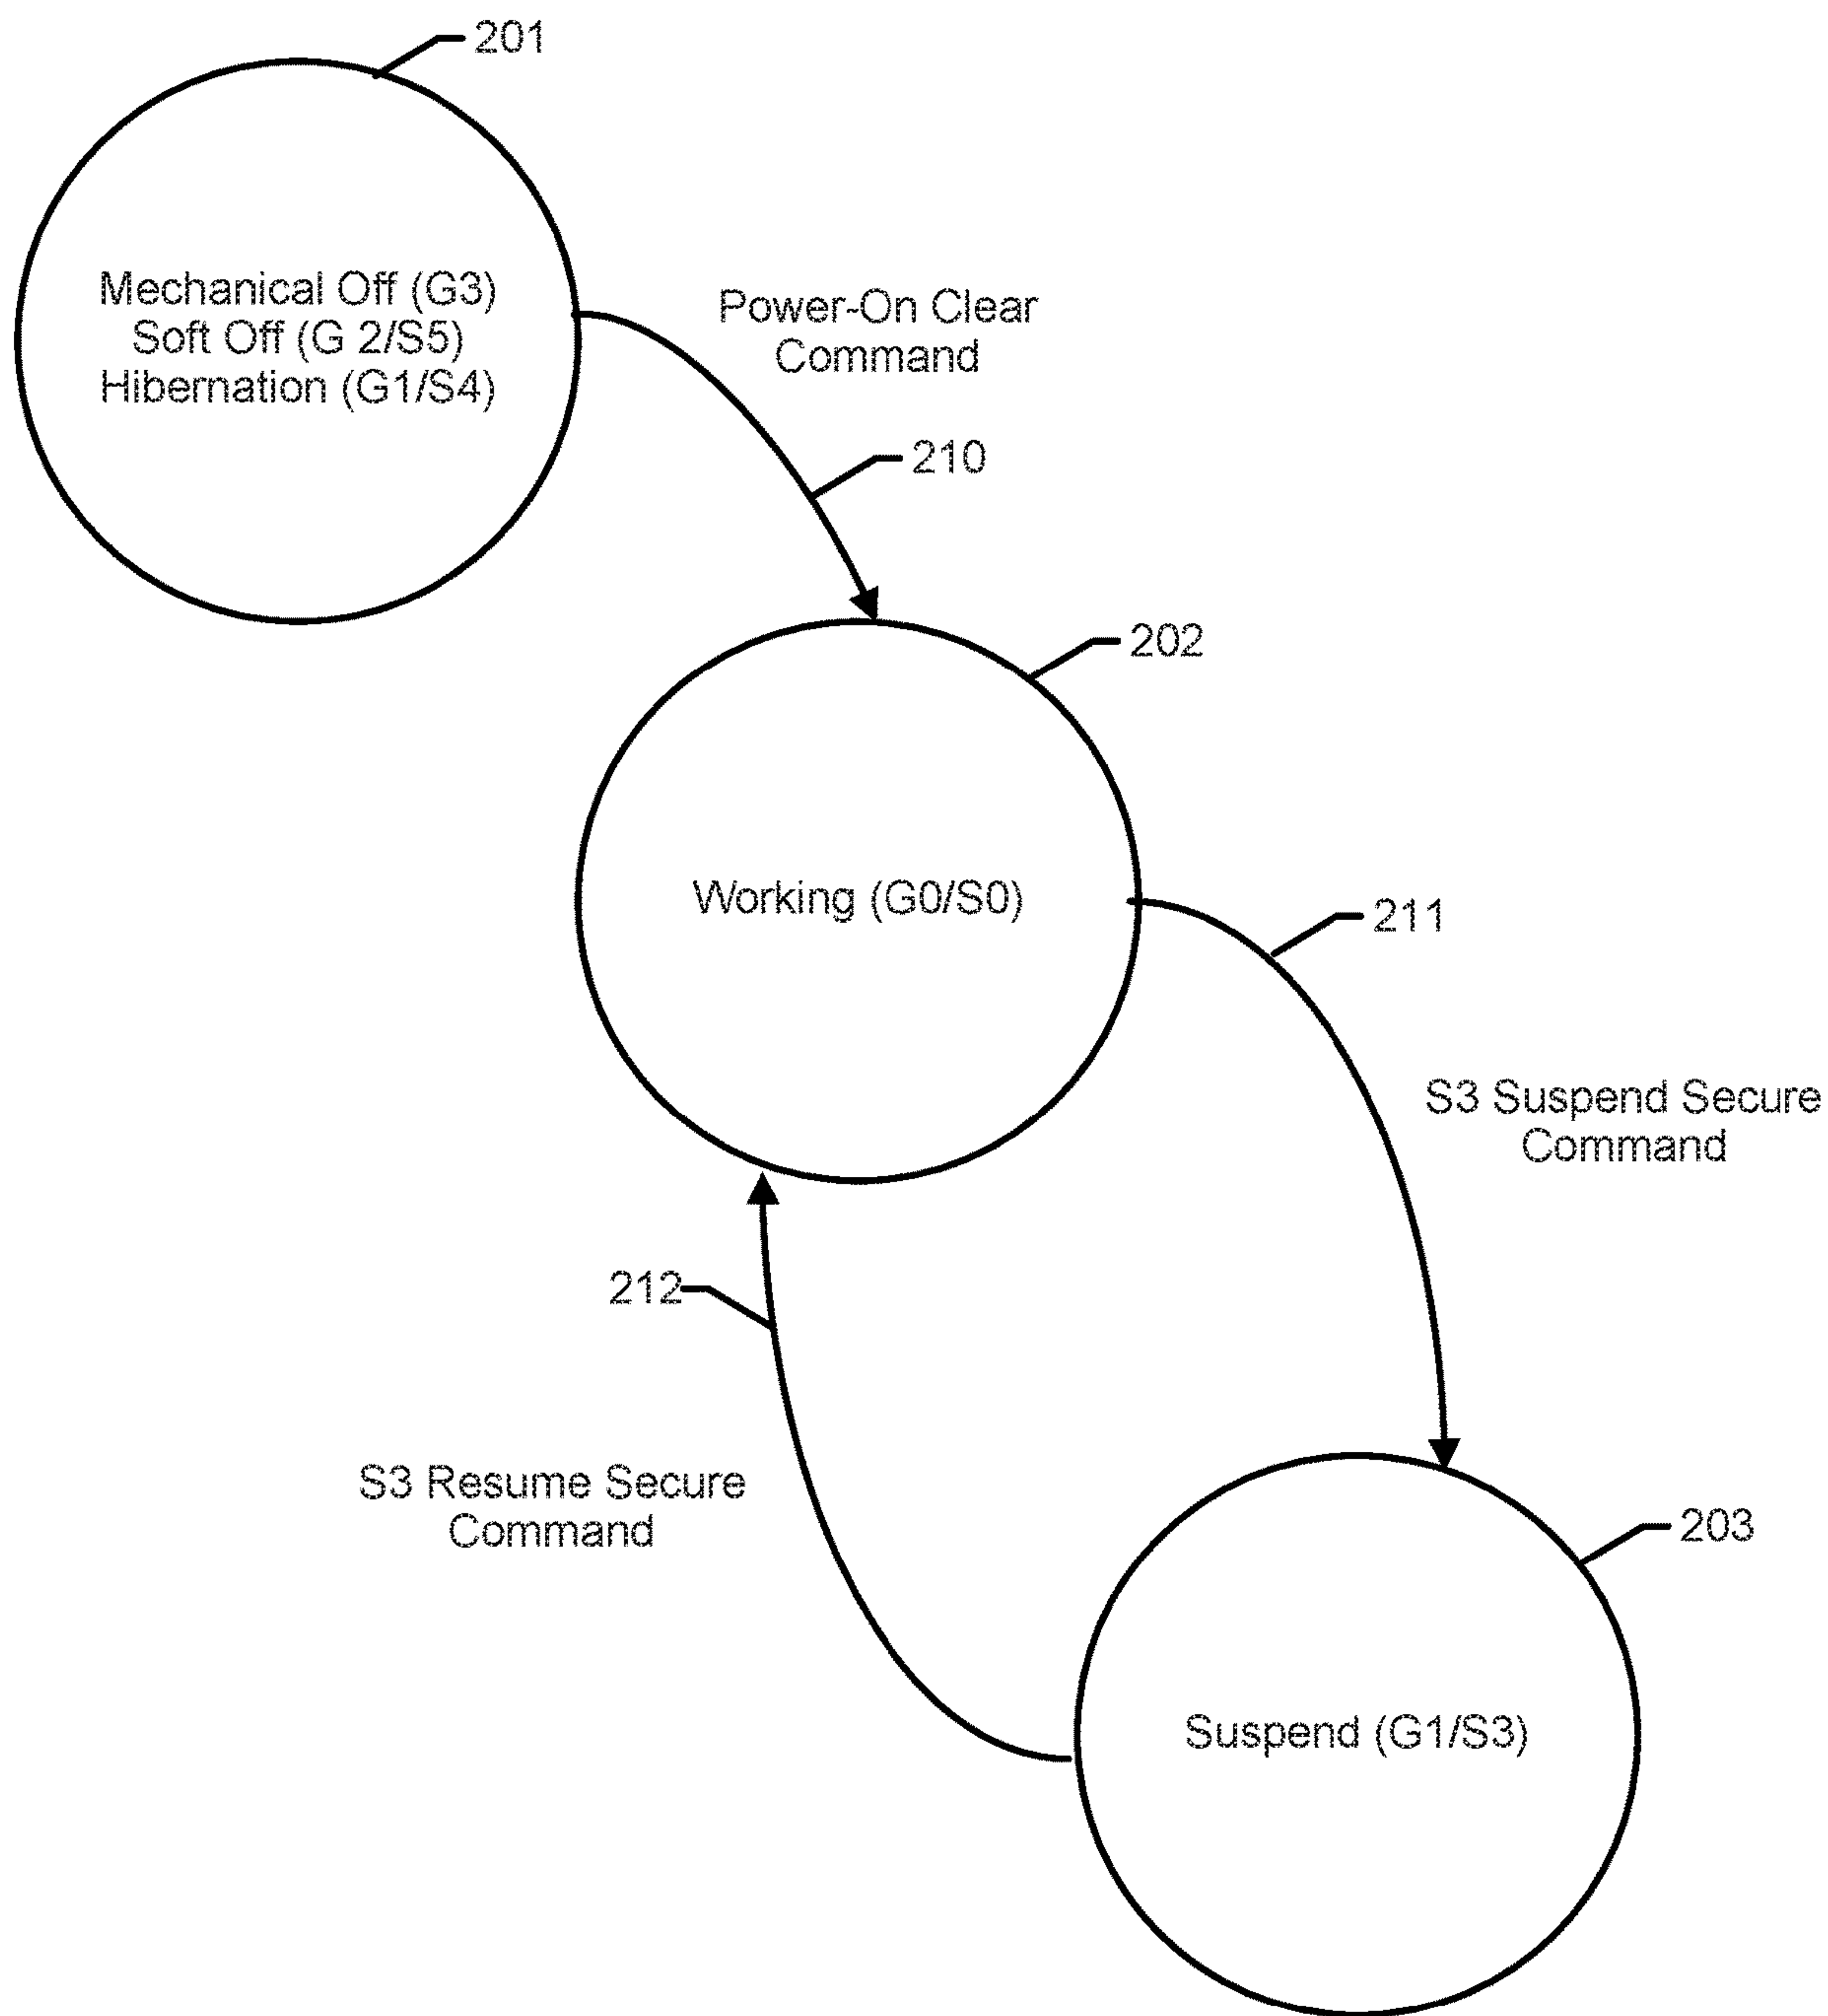 201
Mechanical Off (G3)
Soft Off (G 2/S5)
Hibernation (G1/S4)
Power-On Clear
Command
210
202
Working (G0/S0)
211
S3 Suspend Secure
Command
212
S3 Resume Secure
Command
203
Suspend (G1/S3)